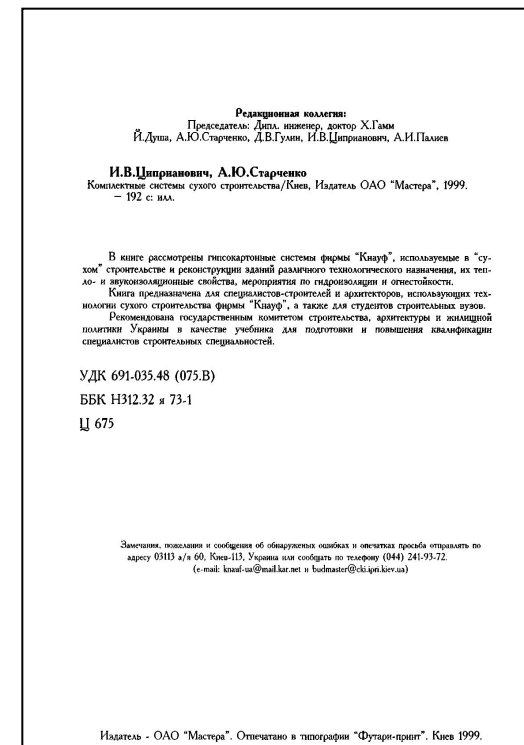 Редакционная коллегия:
Председатель: Дипл. инженер, доктор Х.Гамм
Й.Душа, А.Ю.Старченко, Д.В.Гулин, И.В.Циприанович, А.И.Палиев
И.В.Циприанович, А.Ю.Старченко
Комплектные системы сухого строительства/Киев, Издатель ОАО "Мастера", 1999.
– 192 с: илл.
В книге рассмотрены гипсокартонные системы фирмы "Кнауф", используемые в "су-
хом" строительстве и реконструкции зданий различного технологического назначения, их теп-
ло- и звукоизоляционные свойства, мероприятия по гидроизоляции и огнестойкости.
Книга предназначена для специалистов-строителей и архитекторов, использующих тех-
нологии сухого строительства фирмы "Кнауф", а также для студентов строительных вузов.
Рекомендована государственным комитетом строительства, архитектуры и жилищной
политики Украины в качестве учебника для подготовки и повышения квалификации
специалистов строительных специальностей.
УДК 691-035.48 (075.В)
ББК Н312.32 я 73-1
Ц 675
Замечания, пожелания и сообщения об обнаруженых ошибках и опечатках просьба отправлять по
адресу 03113 а/я 60, Киев-113, Украина или сообщать по телефону (044) 241-93-72.
(e-mail: knauf-ua@mail.kar.net и budmaster@cki.ipri.kiev.ua)
Издатель - ОАО "Мастера". Отпечатано в типографии "Футари-принт". Киев 1999.